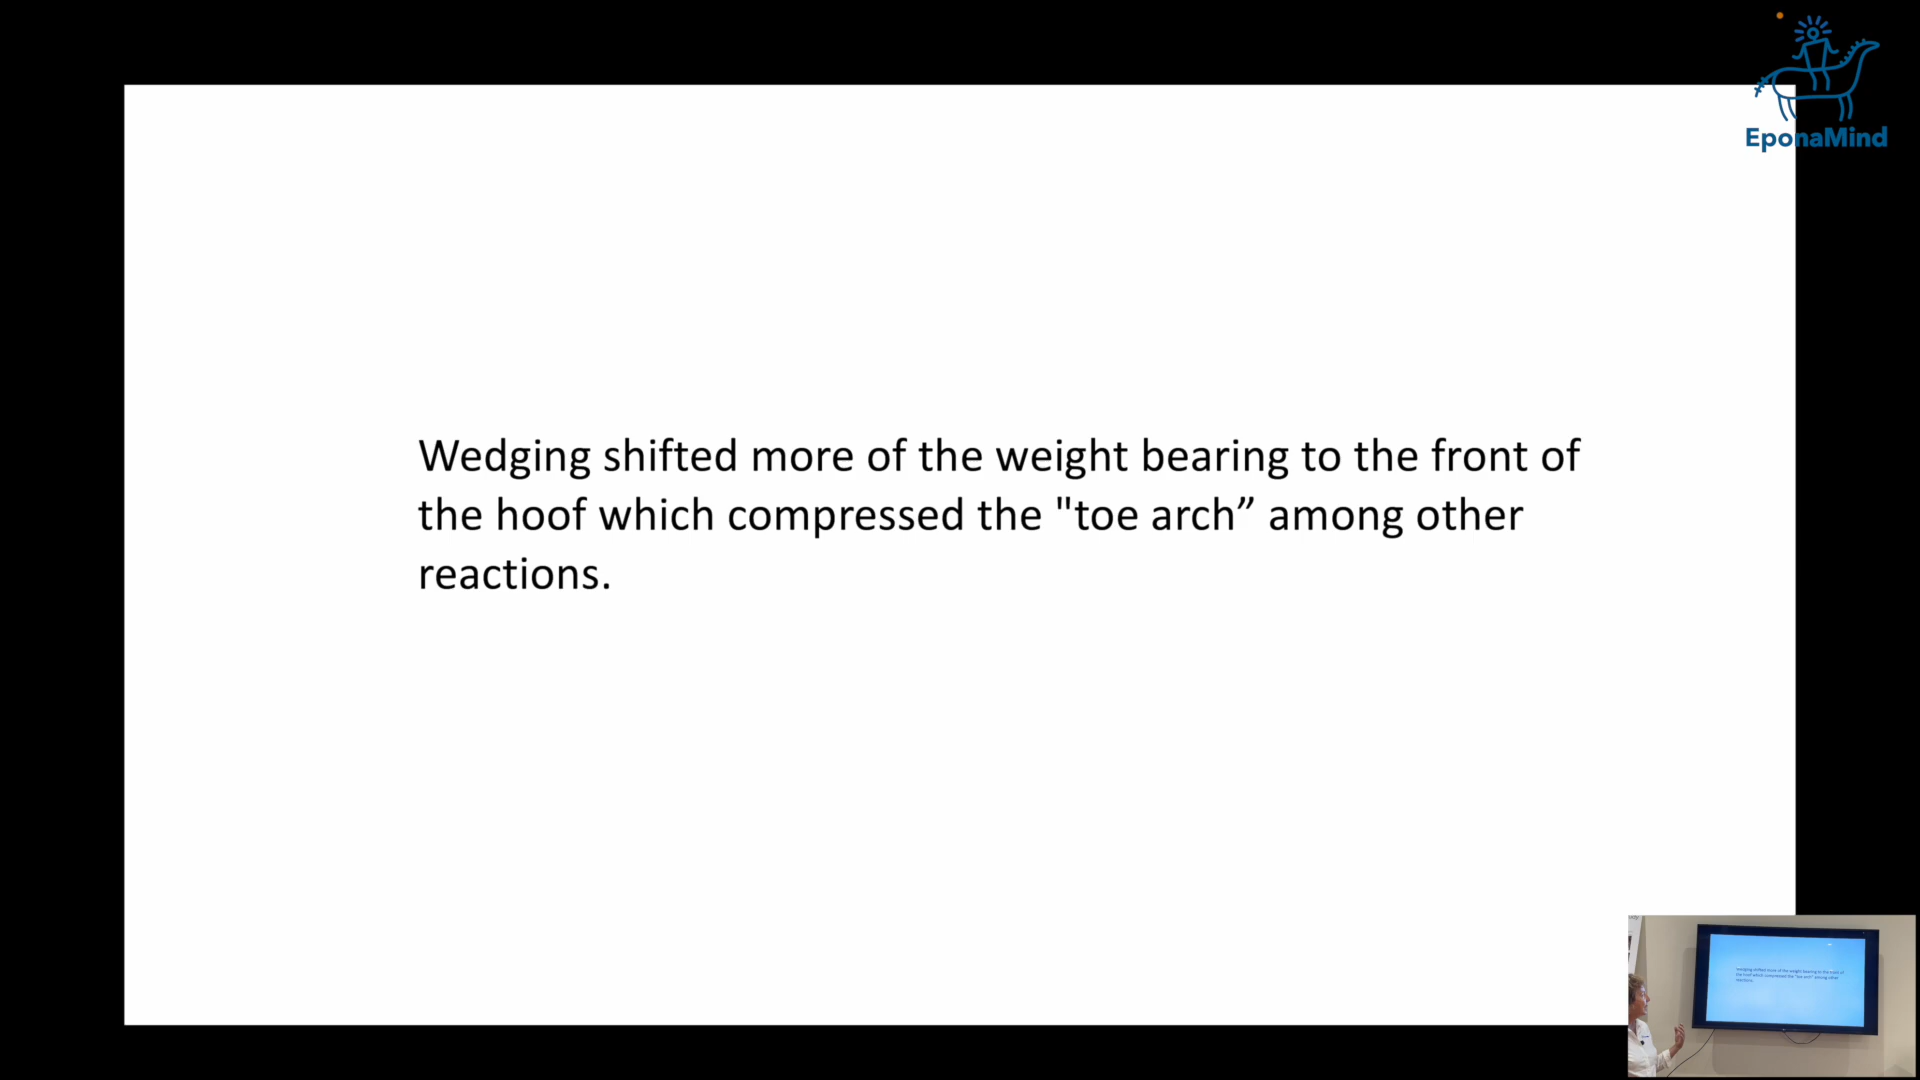 EponaMind
Wedging shifted more of the weight bearing to the front of
the hoof which compressed the "toe arch” among other
reactions.